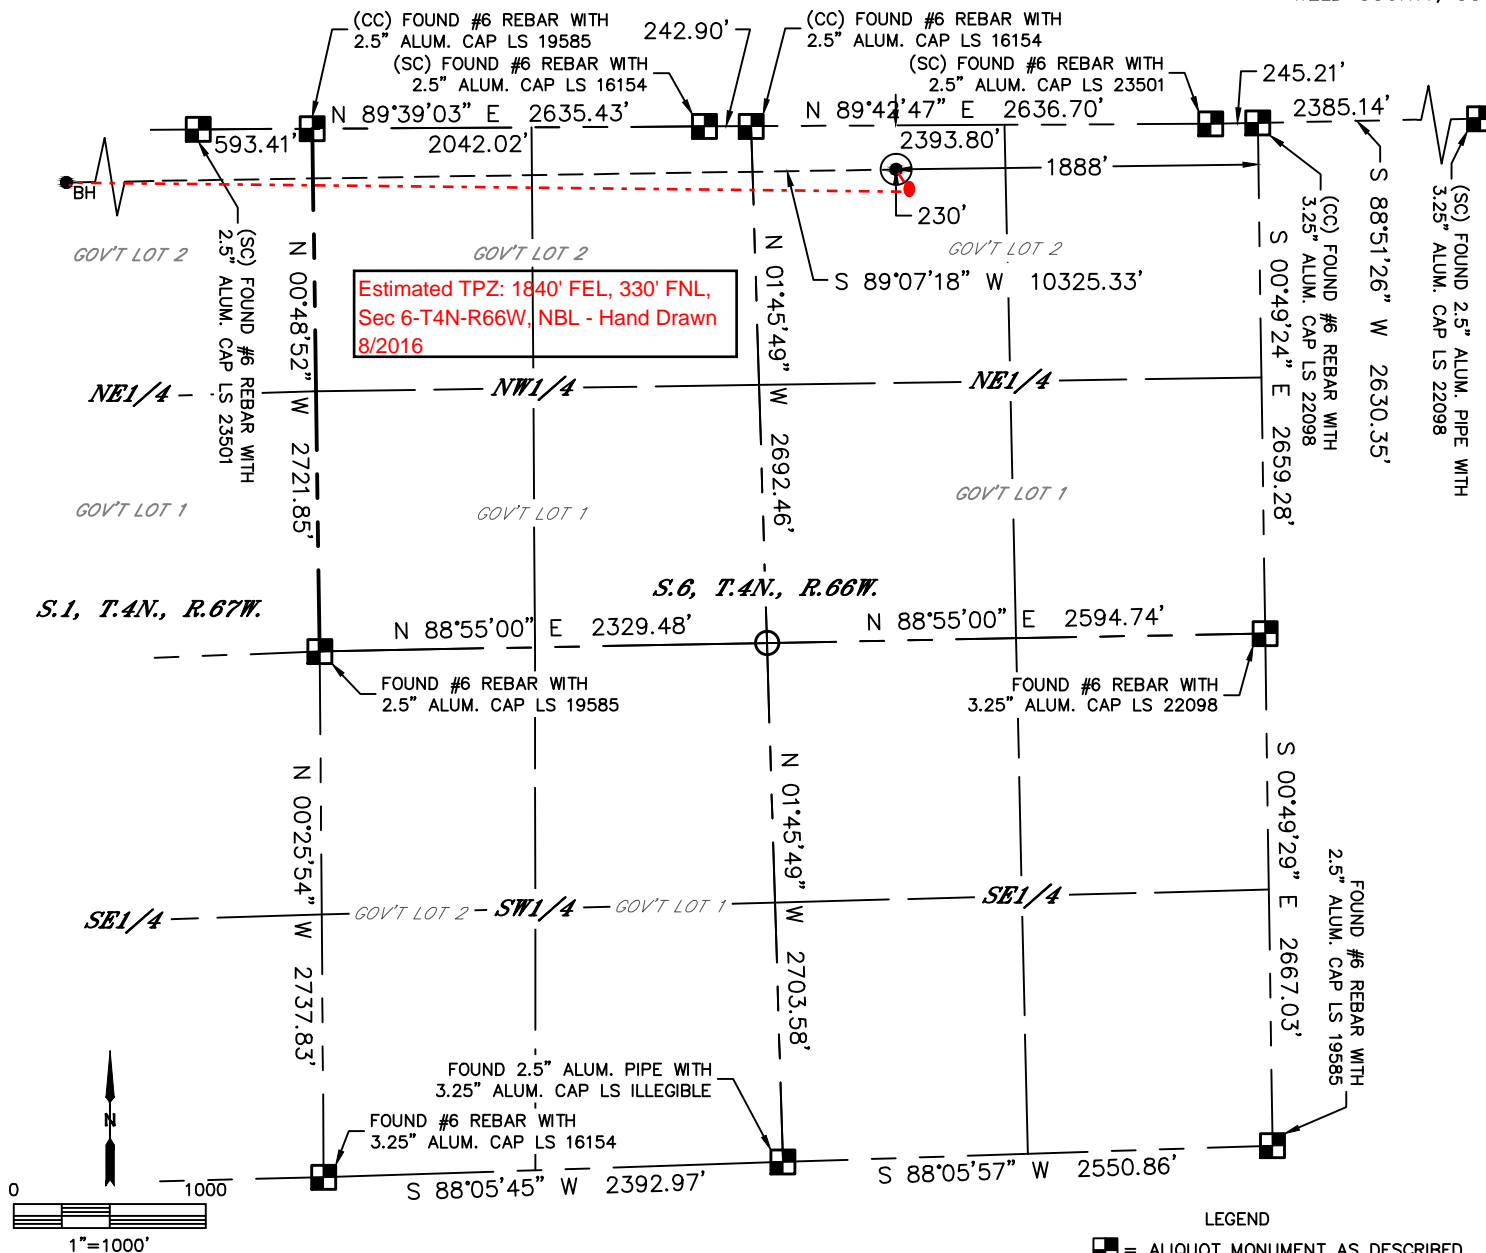 (CC) FOUND #6 REBAR WITH
2.5" ALUM. CAP LS 19585
242.90'
(CC) FOUND #6 REBAR WITH
2.5" ALUM. CAP LS 16154
(SC) FOUND #6 REBAR WITH
2.5" ALUM. CAP LS 16154
(SC) FOUND #6 REBAR WITH
2.5" ALUM. CAP LS 23501
245.21'
N 89°39'03" E 2635.43'
N 89°42'47" E 2636.70'
2385.14'
593.41'
2042.02'
2393.80'
1888'
BH
230'
GOV'T LOT 2
GOV'T LOT 2
GOV'T LOT 2
S 89°07'18" W 10325.33'
Estimated TPZ: 1840' FEL, 330' FNL,
Sec 6-T4N-R66W, NBL - Hand Drawn
8/2016
(SC) FOUND #6 REBAR WITH
2.5" ALUM. CAP LS 23501
N 00°48'52" W 2721.85'
N 01°45'49" W 2692.46'
S 00°49'24" E 2659.28'
(CC) FOUND #6 REBAR WITH
3.25" ALUM. CAP LS 22098
S 88°51'26" W 2630.35'
(SC) FOUND 2.5" ALUM. PIPE WITH
3.25" ALUM. CAP LS 22098
NE1/4
NW1/4
NE1/4
GOV'T LOT 1
GOV'T LOT 1
GOV'T LOT 1
S.1, T.4N., R.67W.
S.6, T.4N., R.66W.
N 88°55'00" E 2329.48'
N 88°55'00" E 2594.74'
FOUND #6 REBAR WITH
2.5" ALUM. CAP LS 19585
FOUND #6 REBAR WITH
3.25" ALUM. CAP LS 22098
N 00°25'54" W 2737.83'
N 01°45'49" W 2703.58'
S 00°49'29" E 2667.03'
FOUND #6 REBAR WITH
2.5" ALUM. CAP LS 19585
SE1/4
GOV'T LOT 2
SW1/4
GOV'T LOT 1
SE1/4
FOUND 2.5" ALUM. PIPE WITH
3.25" ALUM. CAP LS ILLEGIBLE
FOUND #6 REBAR WITH
3.25" ALUM. CAP LS 16154
N
S 88°05'45" W 2392.97'
S 88°05'57" W 2550.86'
0 1000
1"=1000'
LEGEND
= ALIQUOT MONUMENT AS DESCRIBED